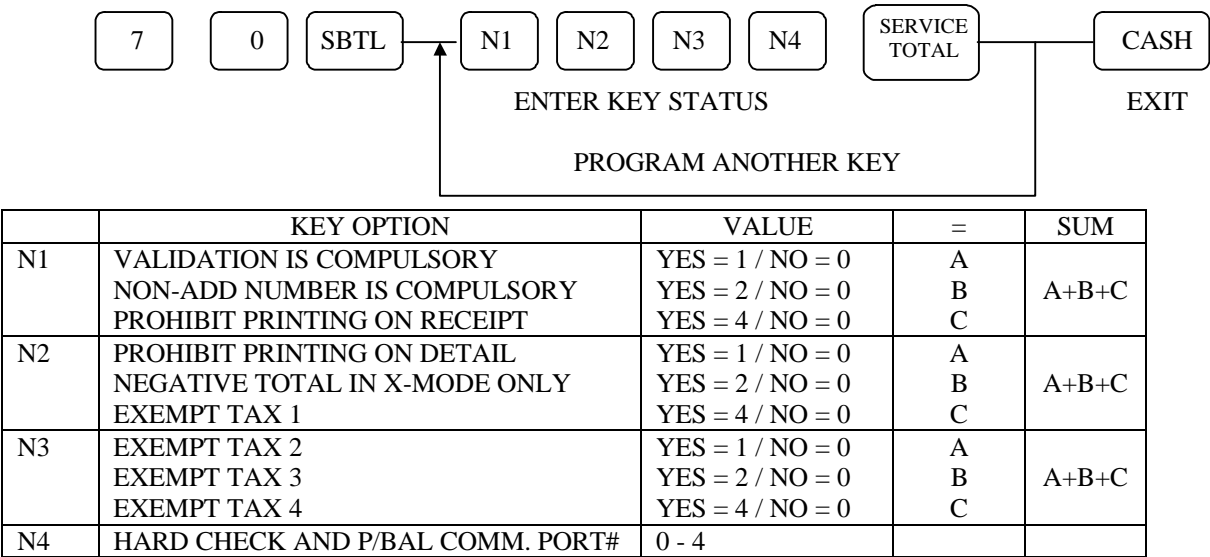 7 0 SBTL N1 N2 N3 N4 SERVICE TOTAL CASH
ENTER KEY STATUS EXIT
PROGRAM ANOTHER KEY
KEY OPTION VALUE = SUM
N1 VALIDATION IS COMPULSORY YES = 1 / NO = 0 A
NON-ADD NUMBER IS COMPULSORY YES = 2 / NO = 0 B A+B+C
PROHIBIT PRINTING ON RECEIPT YES = 4 / NO = 0 C
N2 PROHIBIT PRINTING ON DETAIL YES = 1 / NO = 0 A
NEGATIVE TOTAL IN X-MODE ONLY YES = 2 / NO = 0 B A+B+C
EXEMPT TAX 1 YES = 4 / NO = 0 C
N3 EXEMPT TAX 2 YES = 1 / NO = 0 A
EXEMPT TAX 3 YES = 2 / NO = 0 B A+B+C
EXEMPT TAX 4 YES = 4 / NO = 0 C
N4 HARD CHECK AND P/BAL COMM. PORT# 0 - 4